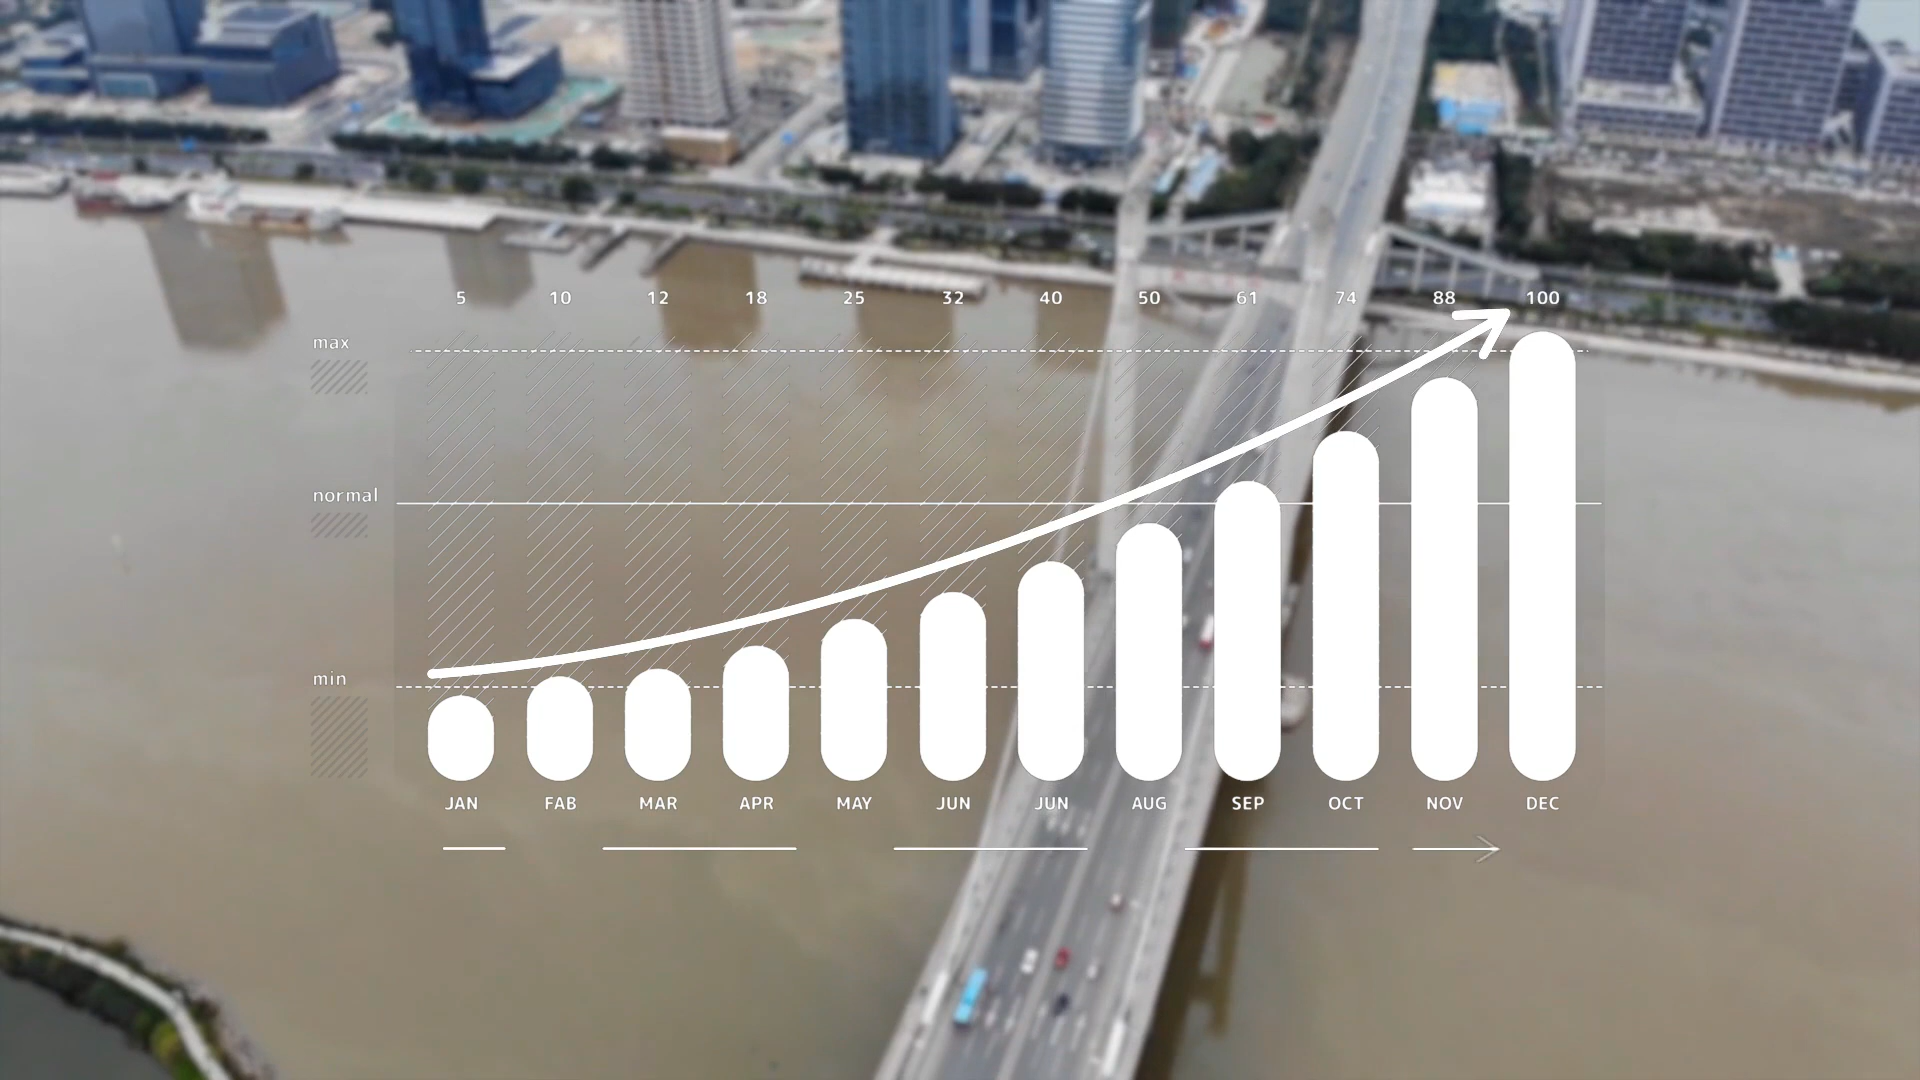 5 10 12 18 25 32 40 50 61 74 88 100
max
normal
min
JAN FAB MAR APR MAY JUN JUN AUG SEP OCT NOV DEC